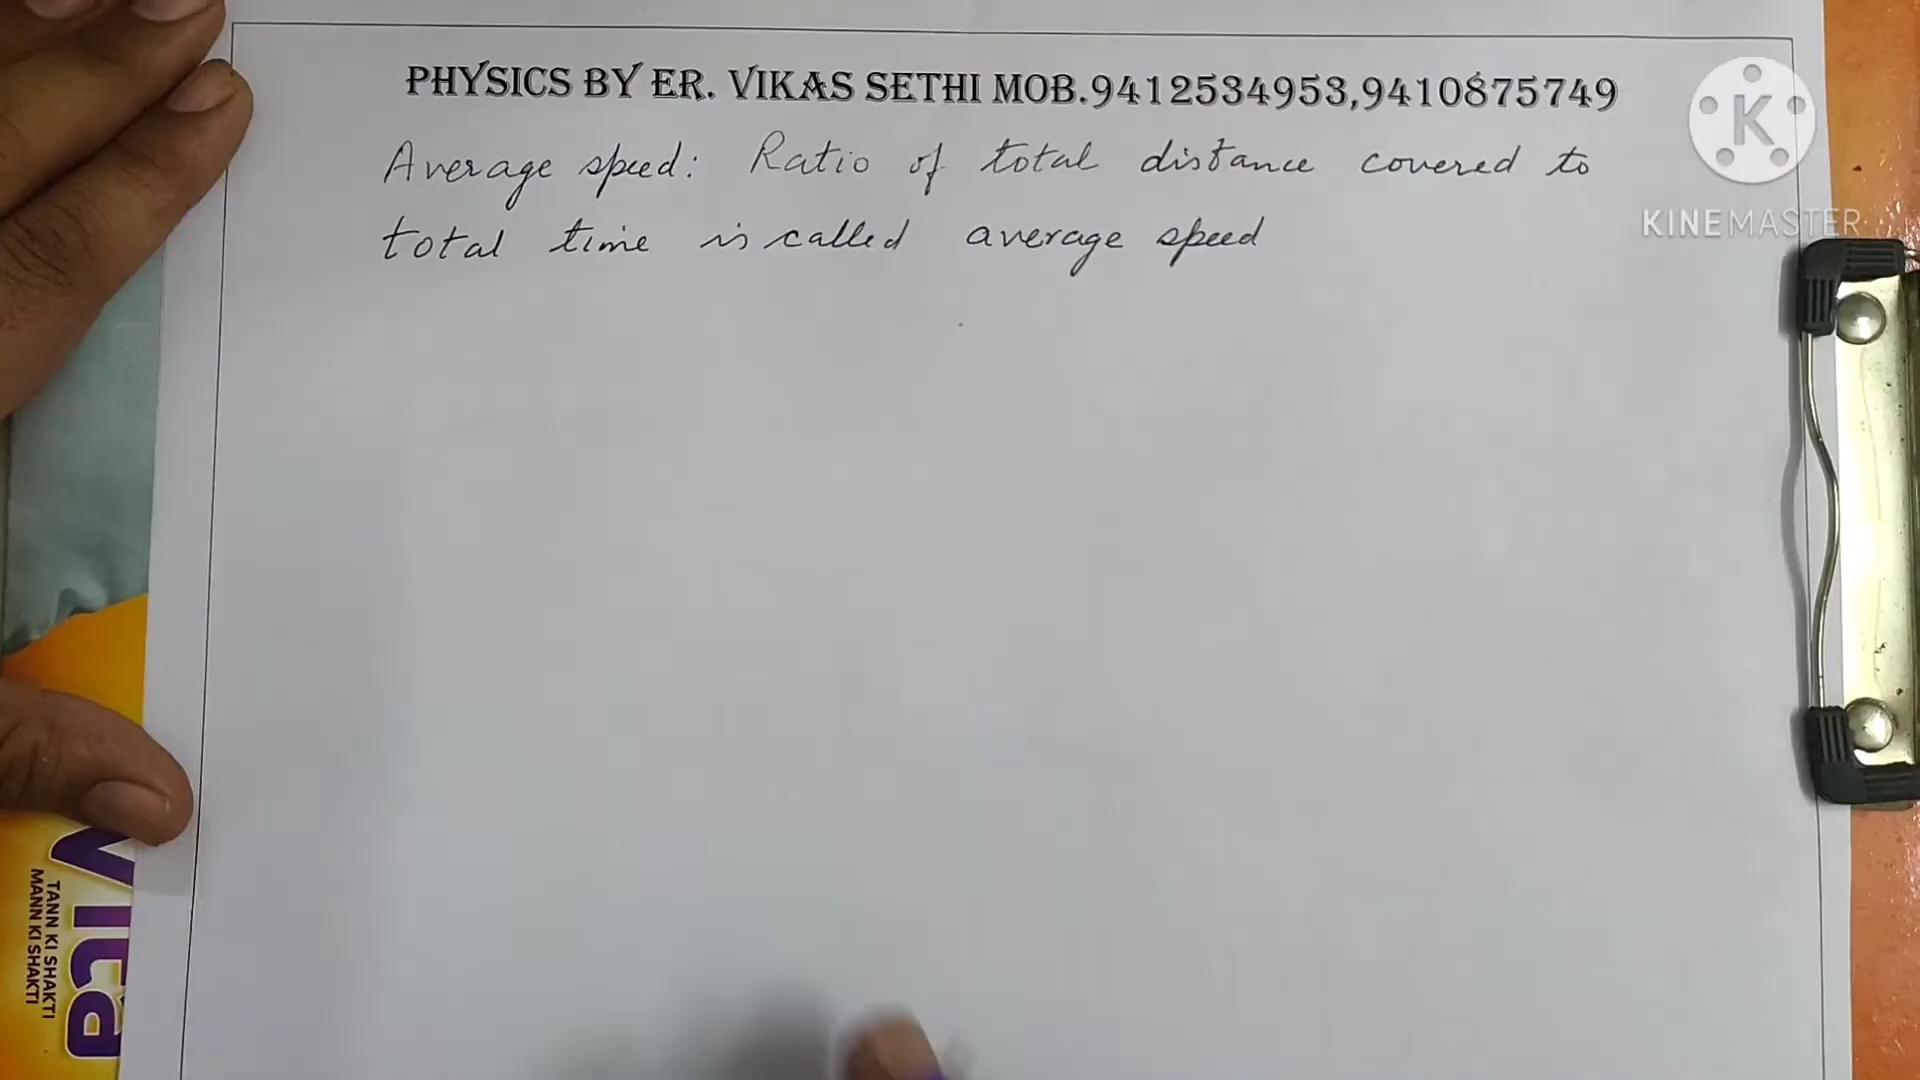 PHYSICS BY ER. VIKAS SETHI MOB.9412534953,9410875749
Average speed: Ratio of total distance covered to
total time is called average speed
KINEMASTER
Vita
TANN KI SHAKTI
MANN KI SHAKTI